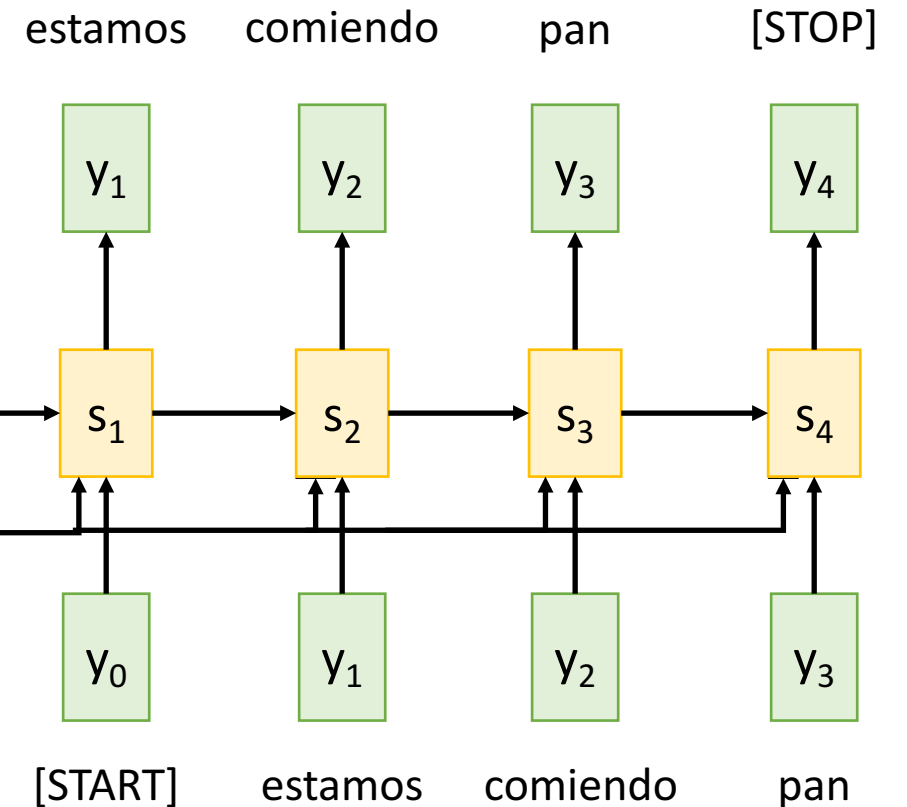 estamos comiendo pan [STOP]
y₁ y₂ y₃ y₄
s₁ s₂ s₃ s₄
y₀ y₁ y₂ y₃
[START] estamos comiendo pan